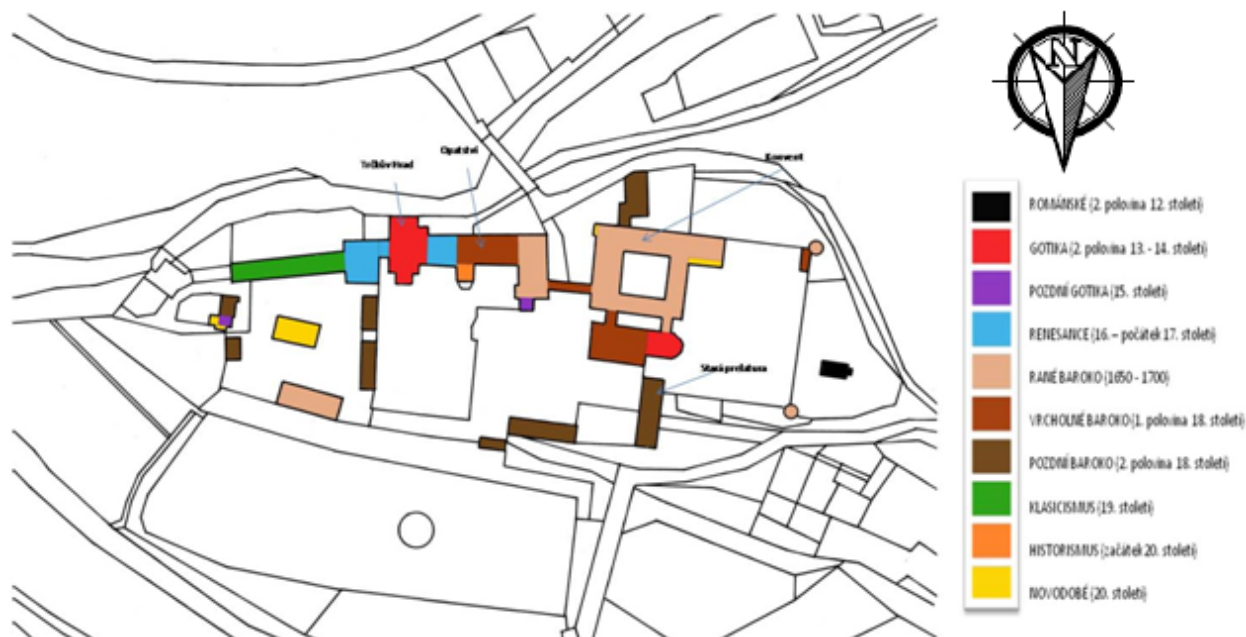 N
Opatství
Konvent
Stará prelatura
ROMÁNSKÉ (2. polovina 12. století)
GOTIKA (2. polovina 13. - 14. století)
POZDNÍ GOTIKA (15. století)
RENESANCE (16. – počátek 17. století)
RANÉ BAROKO (1650 - 1700)
VRCHOLNÉ BAROKO (1. polovina 18. století)
POZDNÍ BAROKO (2. polovina 18. století)
KLASICISMUS (19. století)
HISTORISMUS (začátek 20. století)
NOVODOBÉ (20. století)